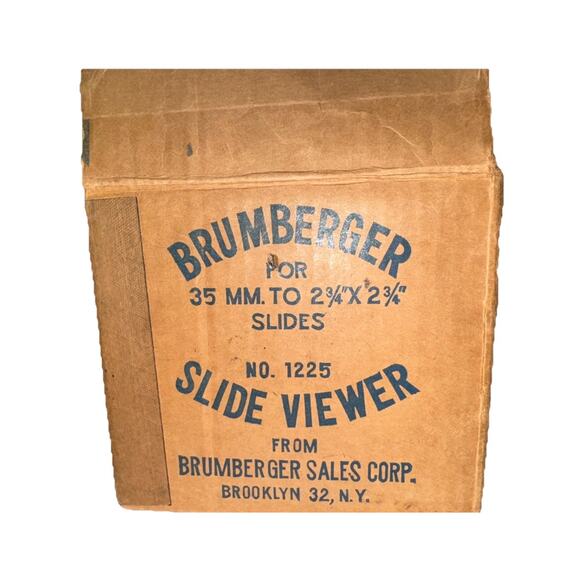 BRUMBERGER
FOR
35 MM. TO 2¾"X 2¾"
SLIDES
NO. 1225
SLIDE VIEWER
FROM
BRUMBERGER SALES CORP.
BROOKLYN 32, N.Y.